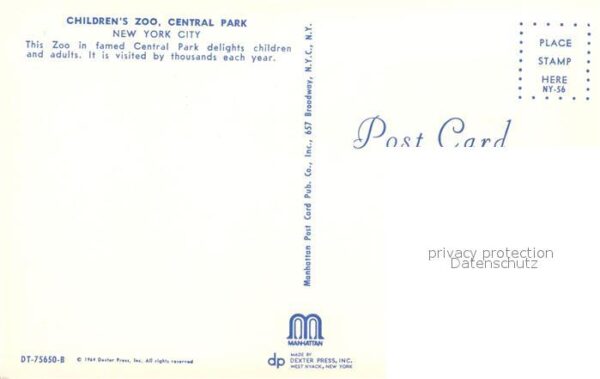 CHILDREN'S ZOO, CENTRAL PARK
NEW YORK CITY
This Zoo in famed Central Park delights children
and adults. It is visited by thousands each year.
PLACE
STAMP
HERE
NY-56
Post Card
Manhattan Post Card Pub. Co., Inc., 657 Broadway, N.Y.C., N.Y.
privacy protection
Datenschutz
MANHATTAN
DT-75650-B
© 1964 Dexter Press, Inc. All rights reserved
dp
MADE BY
DEXTER PRESS, INC.
WEST NYACK, NEW YORK